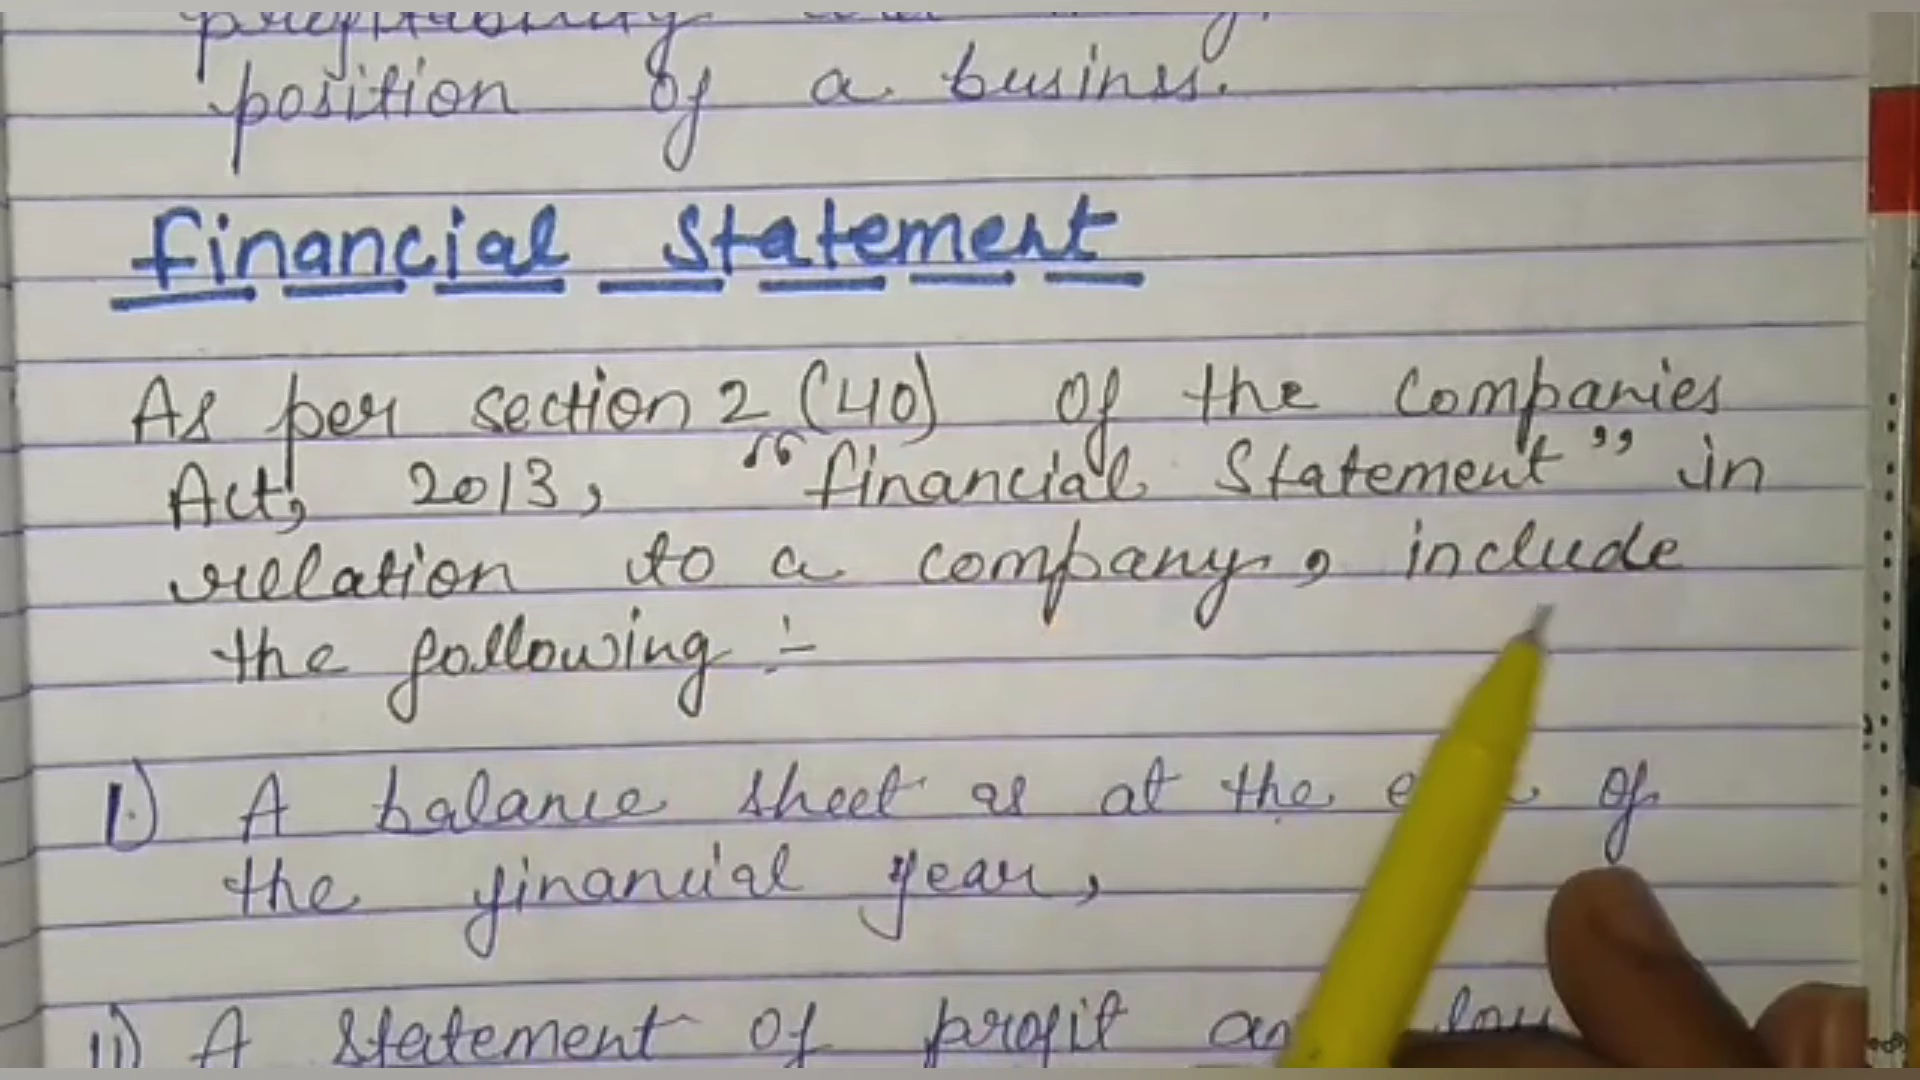 profitability
position of a business.
Financial Statement
As per section 2 (40) of the Companies
Act, 2013, "financial Statement" in
relation to a company, include
the following :-
I.) A balance sheet as at the of
the financial year,
II) A statement of profit